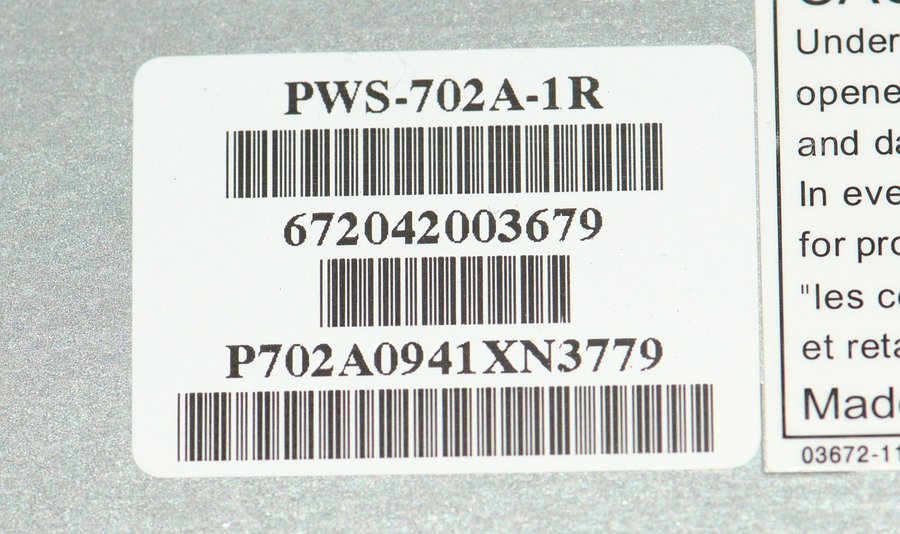 PWS-702A-1R
672042003679
P702A0941XN3779
Under
opene
and da
In eve
for pro
"les co
et reta
Made
03672-11